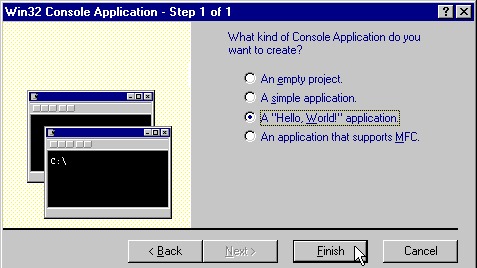 Win32 Console Application - Step 1 of 1
What kind of Console Application do you
want to create?
An empty project.
A simple application.
A "Hello, World!" application.
An application that supports MFC.
C:\
< Back
Next >
Finish
Cancel